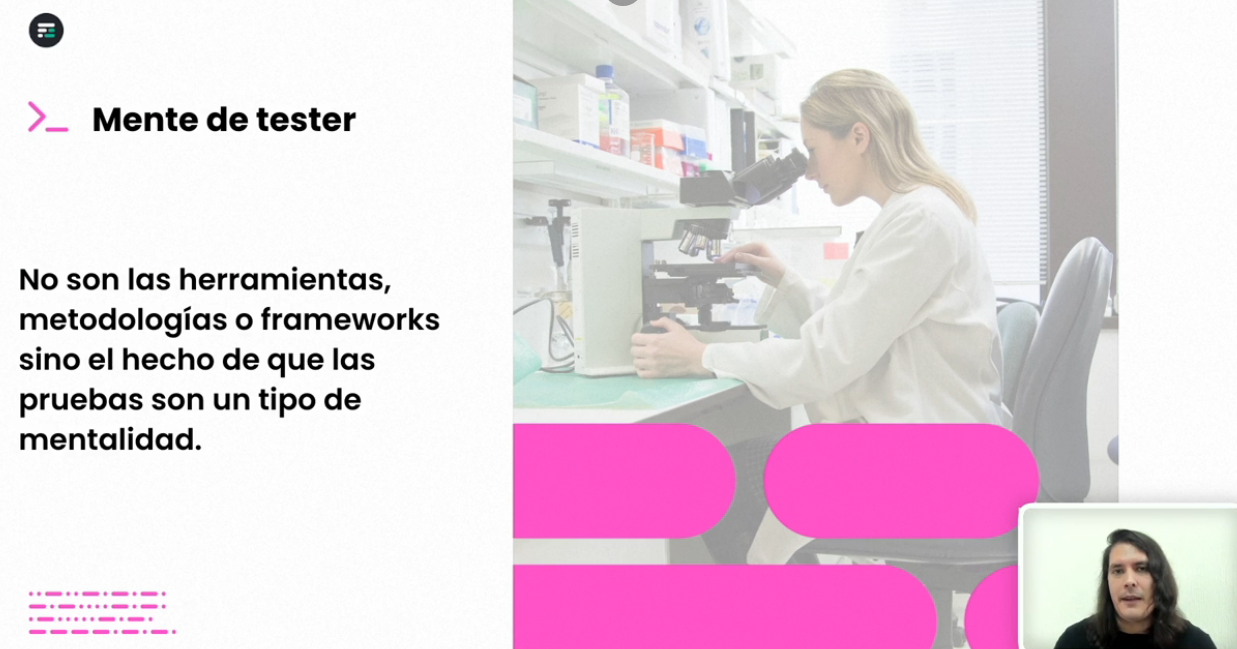 Mente de tester
No son las herramientas,
metodologías o frameworks
sino el hecho de que las
pruebas son un tipo de
mentalidad.